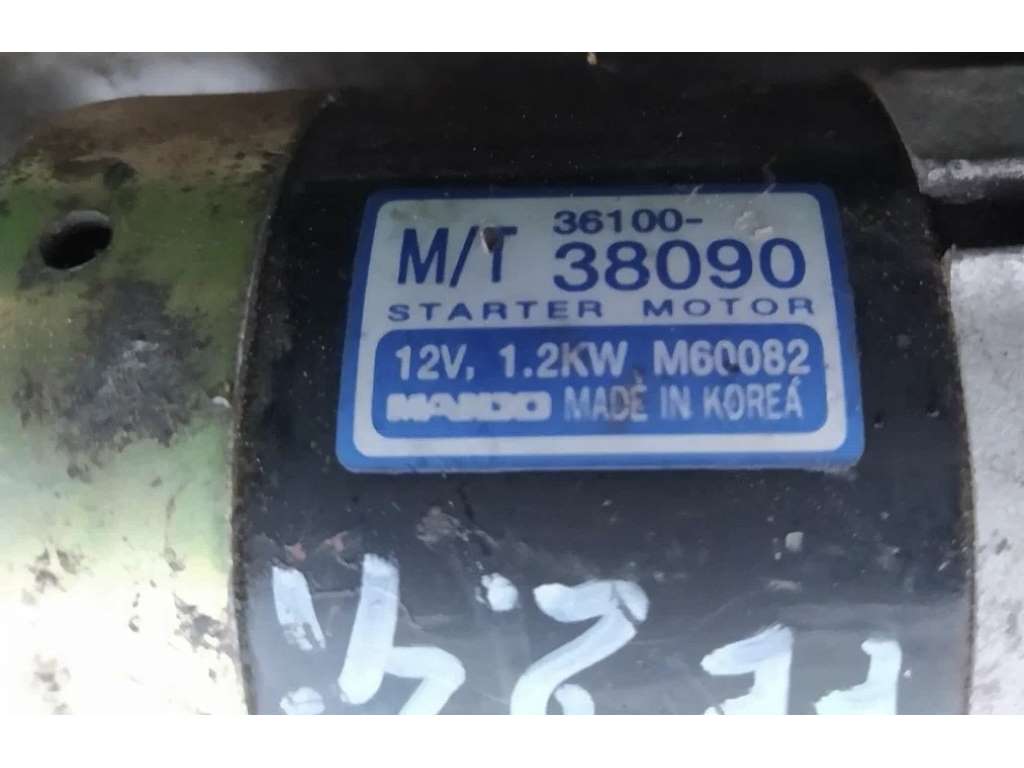 36100-
M/T 38090
STARTER MOTOR
12V, 1.2KW M60082
MANDO MADE IN KOREA